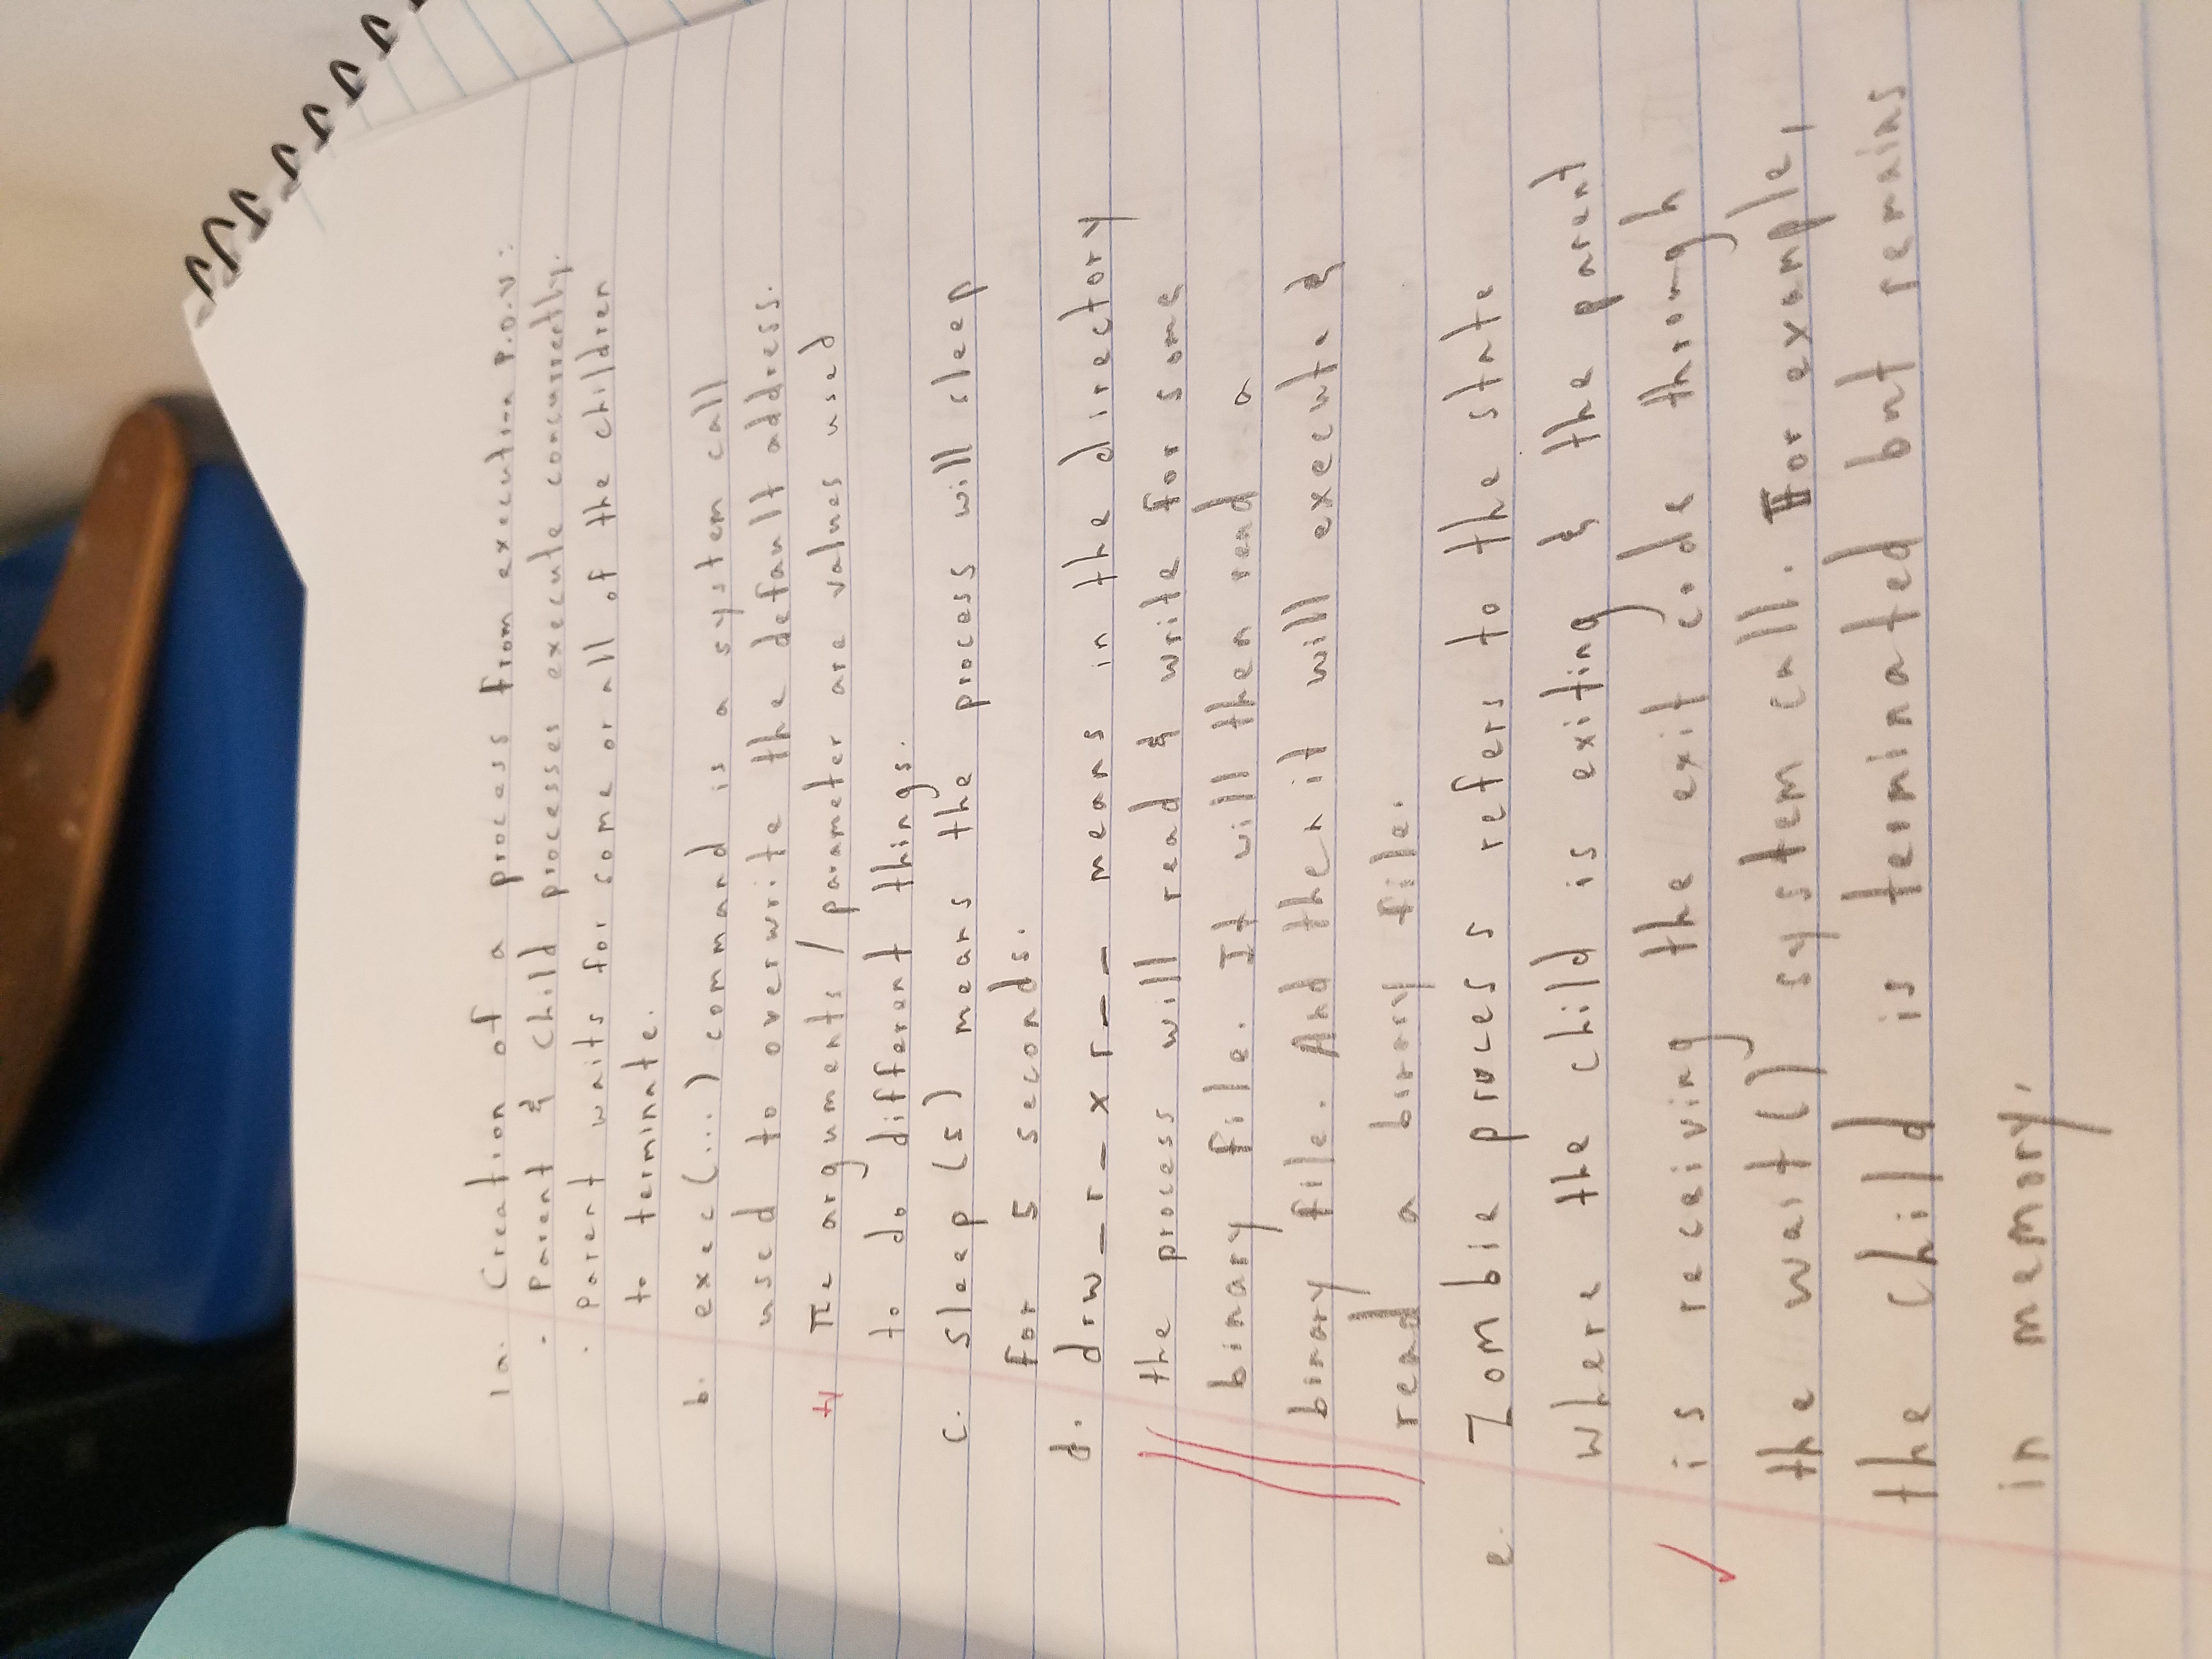 1a. Creation of a process from execution P.O.V:
· Parent & Child processes execute concurrently.
· Parent waits for some or all of the children
to terminate.
b. exec(...) command is a system call
used to overwrite the default address.
The arguments / parameter are values used
to do different things.
c. sleep (5) means the process will sleep
for 5 seconds.
d. drw_r_xr__ means in the directory
the process will read & write for some
binary file. It will then read a
binary file. And then it will execute &
read a binary file.
e. Zombie process refers to the state
where the child is exiting & the parent
is receiving the exit code through
the wait() system call. For example,
the child is terminated but remains
in memory.